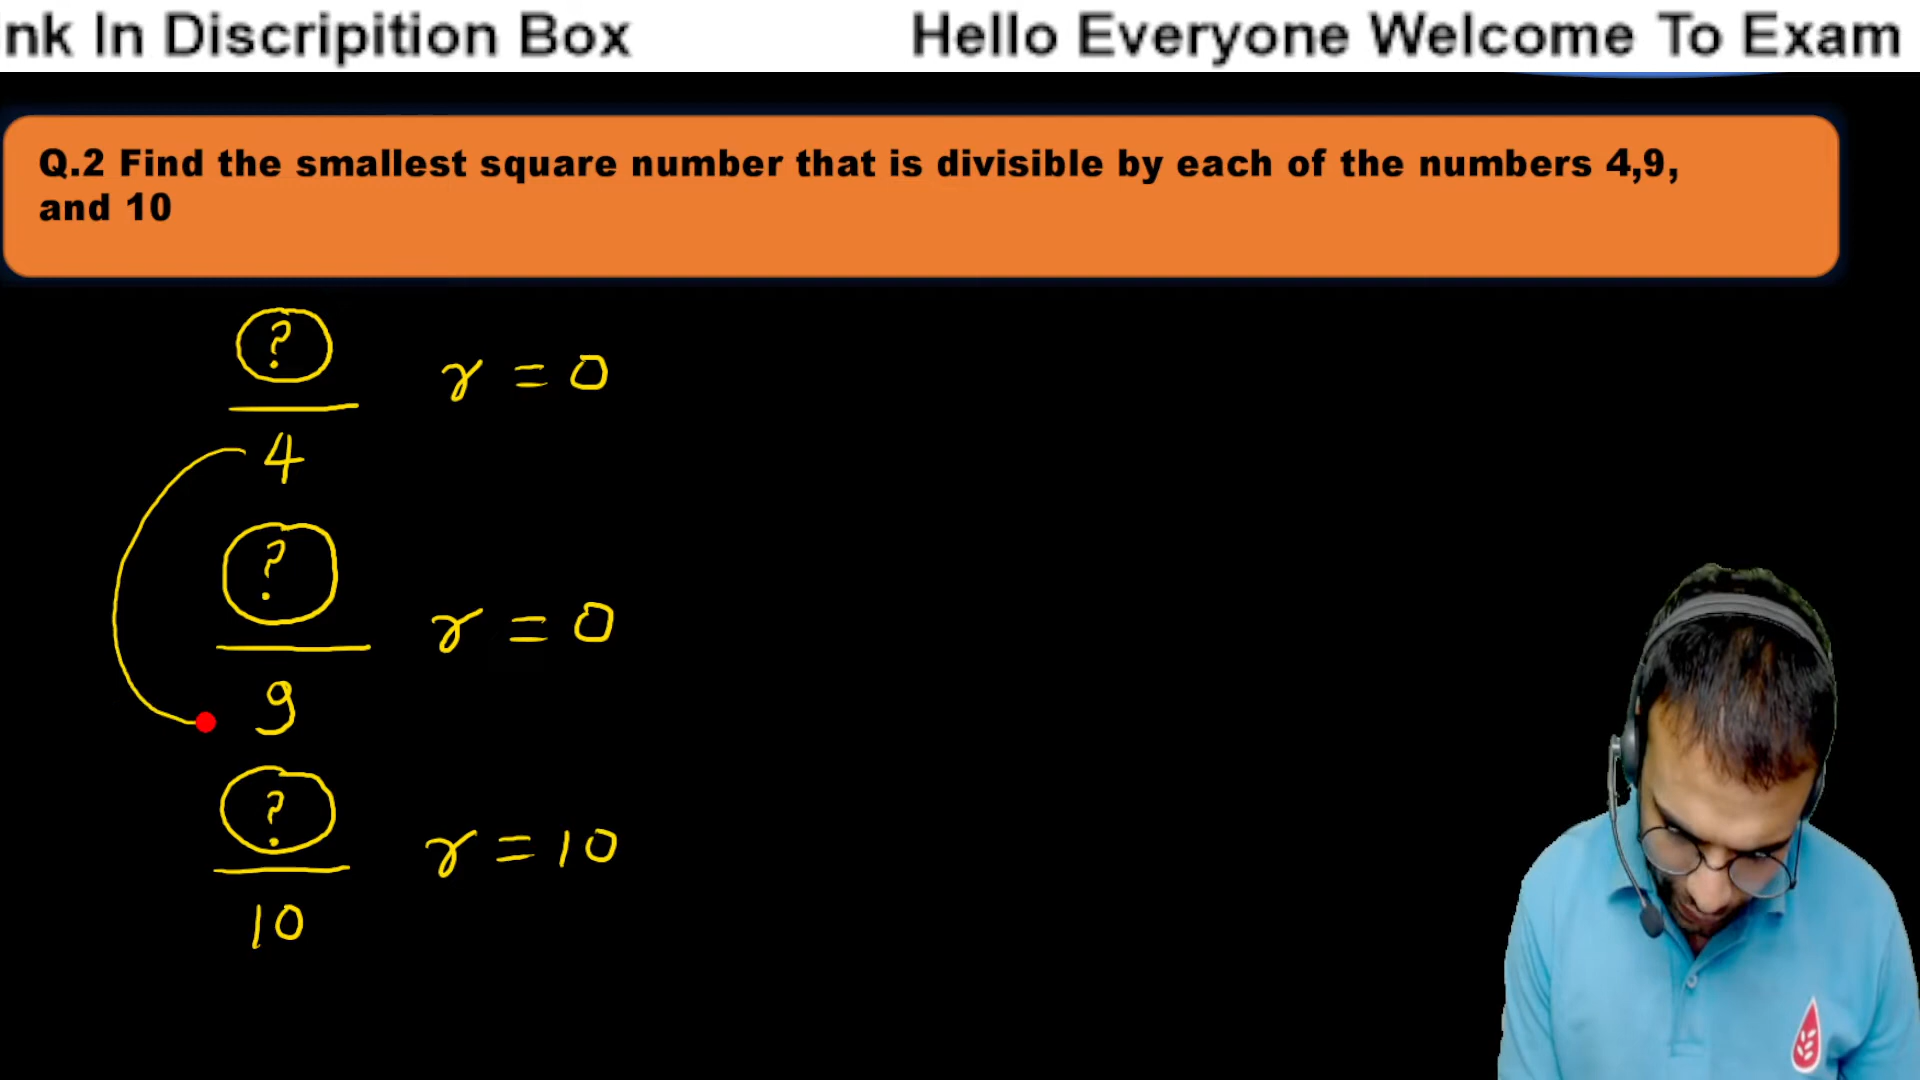 nk In Discripition Box Hello Everyone Welcome To Exam
Q.2 Find the smallest square number that is divisible by each of the numbers 4,9,
and 10
?
r = 0
4
?
r = 0
9
?
r = 10
10